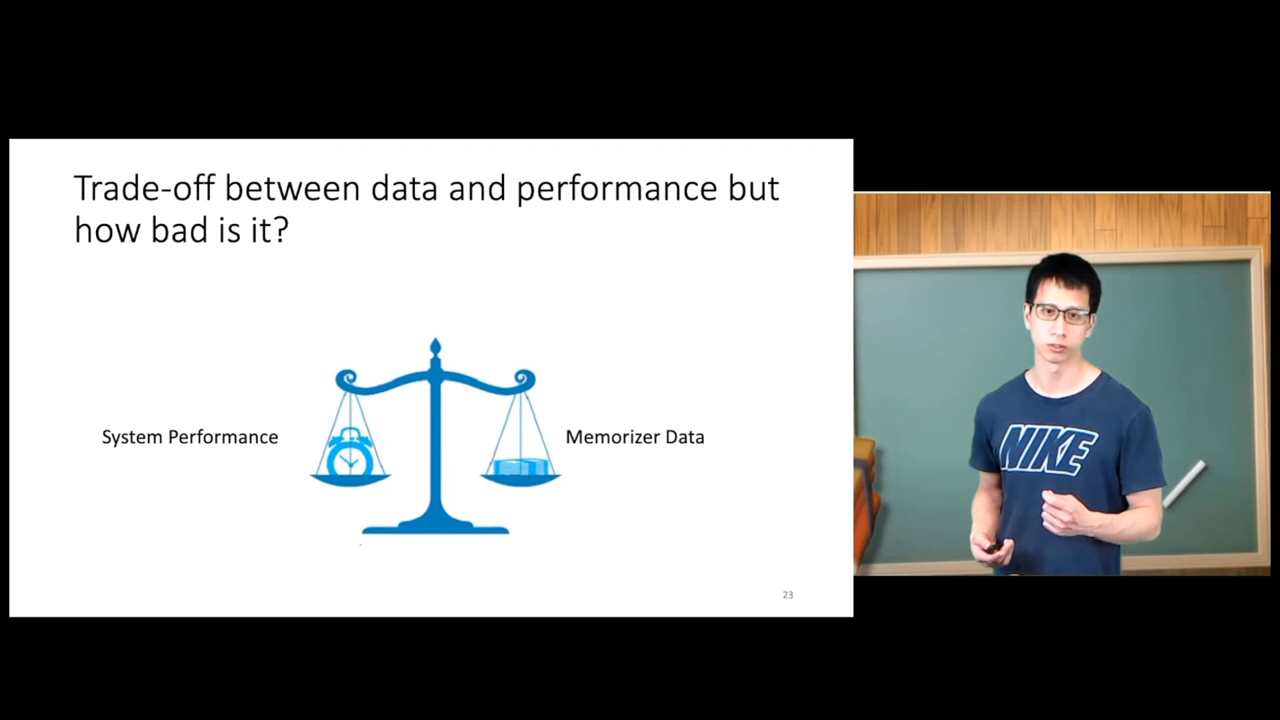 Trade-off between data and performance but
how bad is it?
System Performance
Memorizer Data
23
NIKE